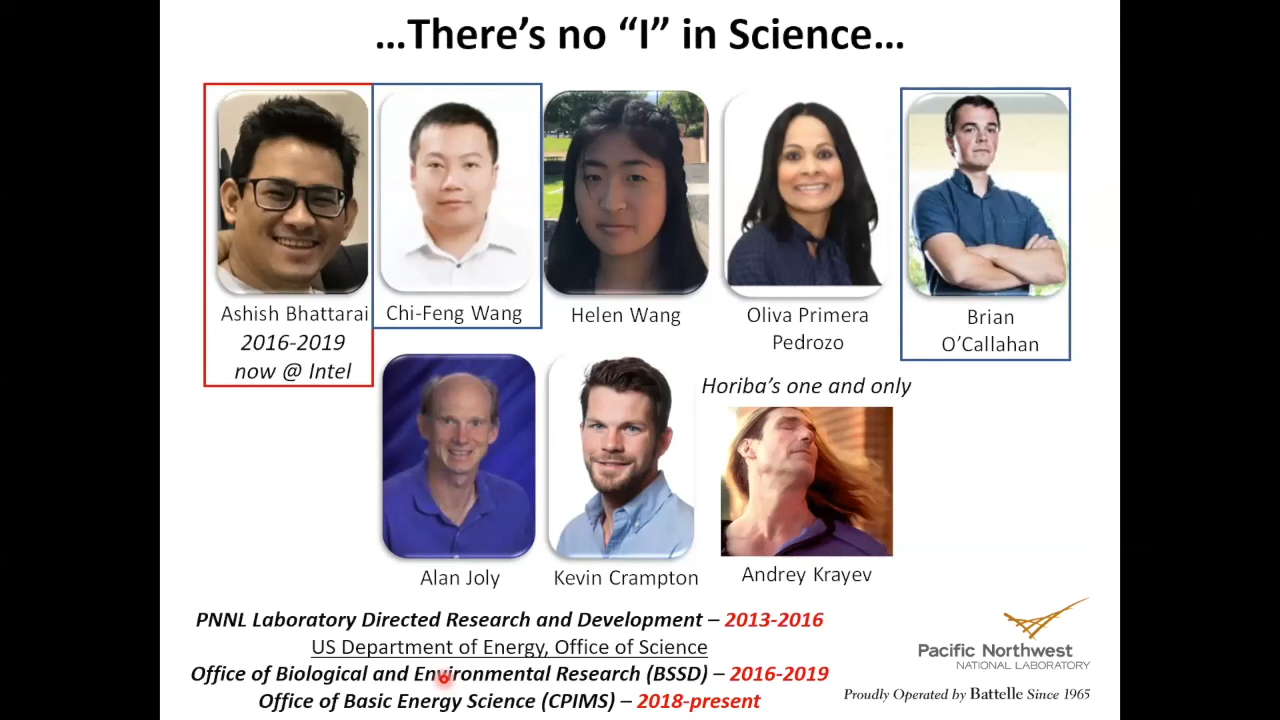 ...There's no “I” in Science...
Ashish Bhattarai
2016-2019
now @ Intel
Chi-Feng Wang
Helen Wang
Oliva Primera
Pedrozo
Brian
O'Callahan
Alan Joly
Kevin Crampton
Horiba's one and only
Andrey Krayev
PNNL Laboratory Directed Research and Development – 2013-2016
US Department of Energy, Office of Science
Office of Biological and Environmental Research (BSSD) – 2016-2019
Office of Basic Energy Science (CPIMS) – 2018-present
Pacific Northwest
NATIONAL LABORATORY
Proudly Operated by Battelle Since 1965